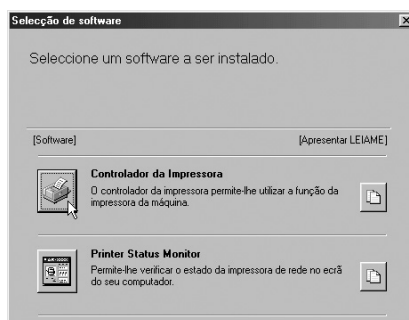 Selecção de software
Seleccione um software a ser instalado.
[Software] [Apresentar LEIAME]
Controlador da Impressora
O controlador da impressora permite-lhe utilizar a função da
impressora da máquina.
Printer Status Monitor
Permite-lhe verificar o estado da impressora de rede no ecrã
do seu computador.